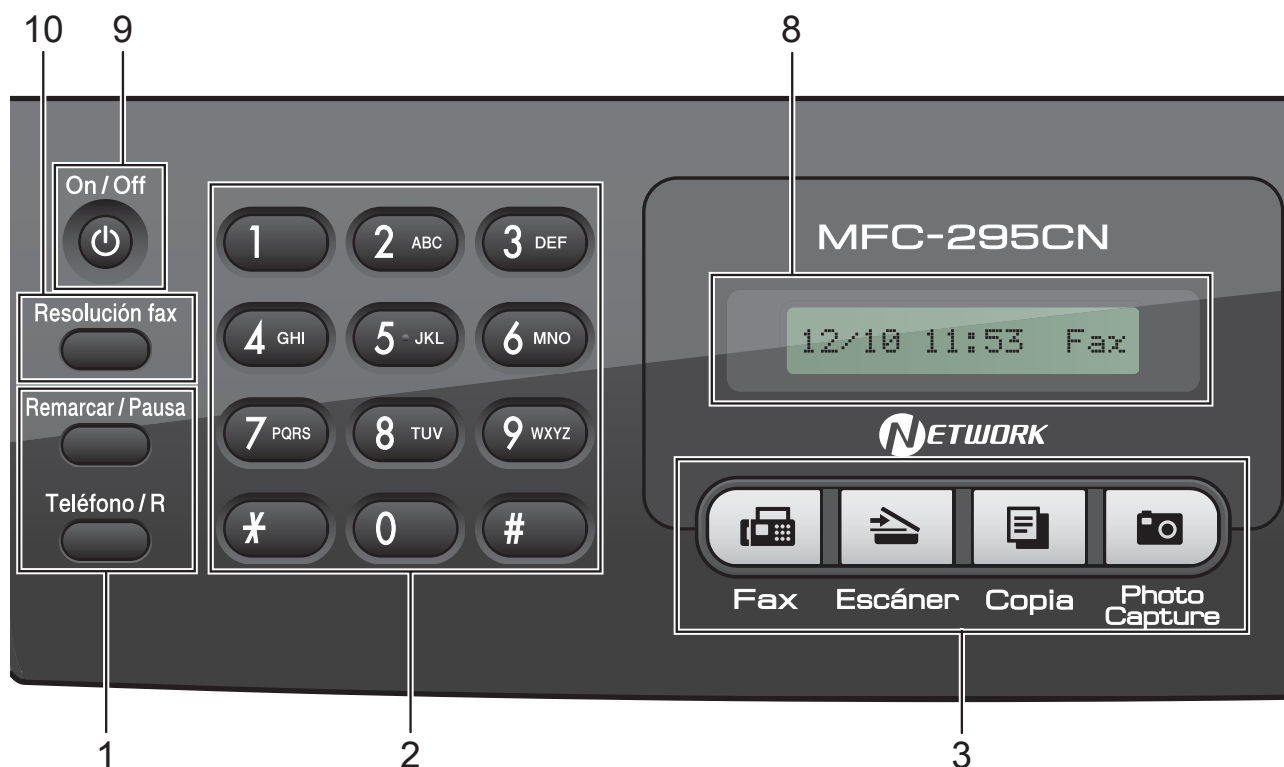 10 9 8
On / Off
Resolución fax
Remarcar / Pausa
Teléfono / R
1 2 ABC 3 DEF
4 GHI 5 JKL 6 MNO
7 PQRS 8 TUV 9 WXYZ
* 0 #
MFC-295CN
12/10 11:53 Fax
NETWORK
Fax Escáner Copia Photo Capture
1 2 3